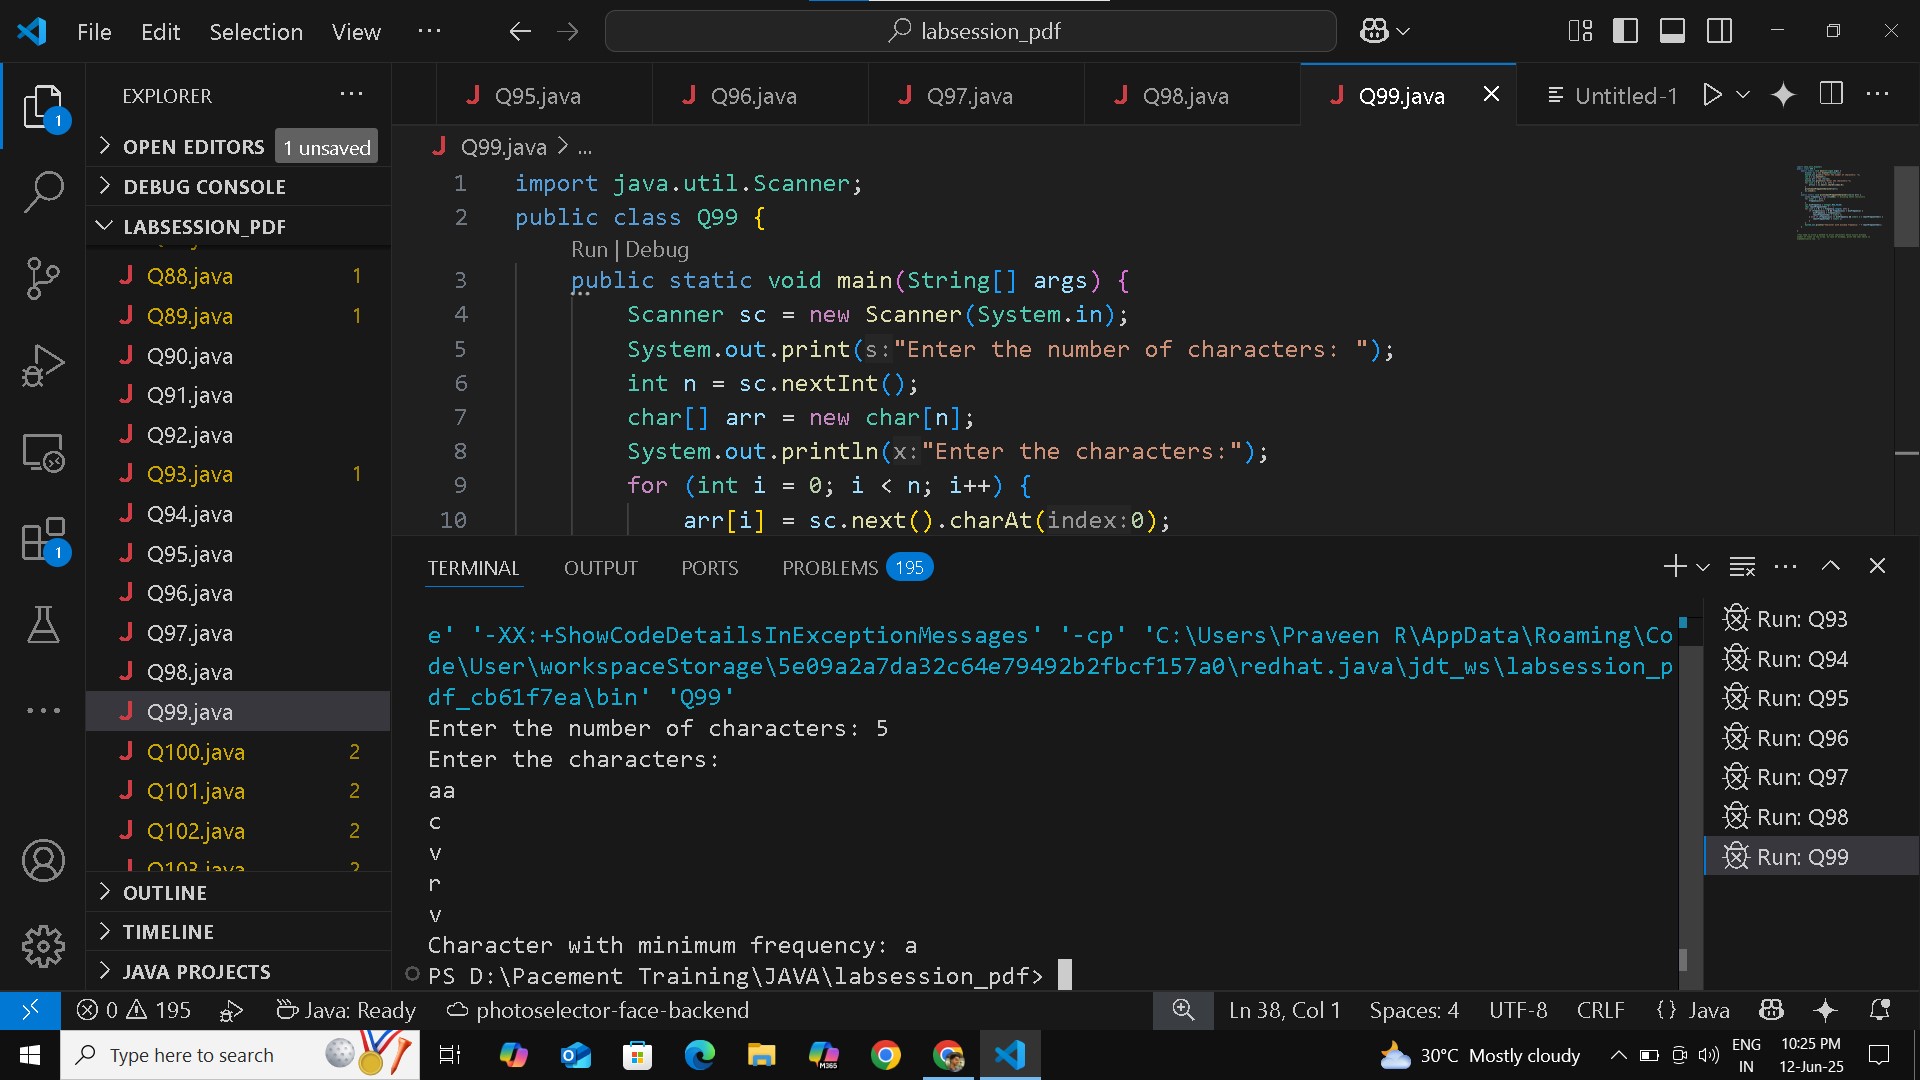 File Edit Selection View ... labsession_pdf
EXPLORER ...
OPEN EDITORS 1 unsaved
DEBUG CONSOLE
LABSESSION_PDF
Q88.java 1
Q89.java 1
Q90.java
Q91.java
Q92.java
Q93.java 1
Q94.java
Q95.java
Q96.java
Q97.java
Q98.java
Q99.java
Q100.java 2
Q101.java 2
Q102.java 2
Q103.java 2
OUTLINE
TIMELINE
JAVA PROJECTS
1
1
Q95.java Q96.java Q97.java Q98.java Q99.java Untitled-1
Q99.java > ...
1 import java.util.Scanner;
2 public class Q99 {
Run | Debug
3 public static void main(String[] args) {
4 Scanner sc = new Scanner(System.in);
5 System.out.print(s:"Enter the number of characters: ");
6 int n = sc.nextInt();
7 char[] arr = new char[n];
8 System.out.println(x:"Enter the characters:");
9 for (int i = 0; i < n; i++) {
10 arr[i] = sc.next().charAt(index:0);
TERMINAL OUTPUT PORTS PROBLEMS 195
e' '-XX:+ShowCodeDetailsInExceptionMessages' '-cp' 'C:\Users\Praveen R\AppData\Roaming\Co
de\User\workspaceStorage\5e09a2a7da32c64e79492b2fbcf157a0\redhat.java\jdt_ws\labsession_p
df_cb61f7ea\bin' 'Q99'
Enter the number of characters: 5
Enter the characters:
aa
c
v
r
v
Character with minimum frequency: a
PS D:\Pacement Training\JAVA\labsession_pdf>
Run: Q93
Run: Q94
Run: Q95
Run: Q96
Run: Q97
Run: Q98
Run: Q99
0 195 Java: Ready photoselector-face-backend Ln 38, Col 1 Spaces: 4 UTF-8 CRLF {} Java
Type here to search M365 30°C Mostly cloudy ENG IN 10:25 PM 12-Jun-25